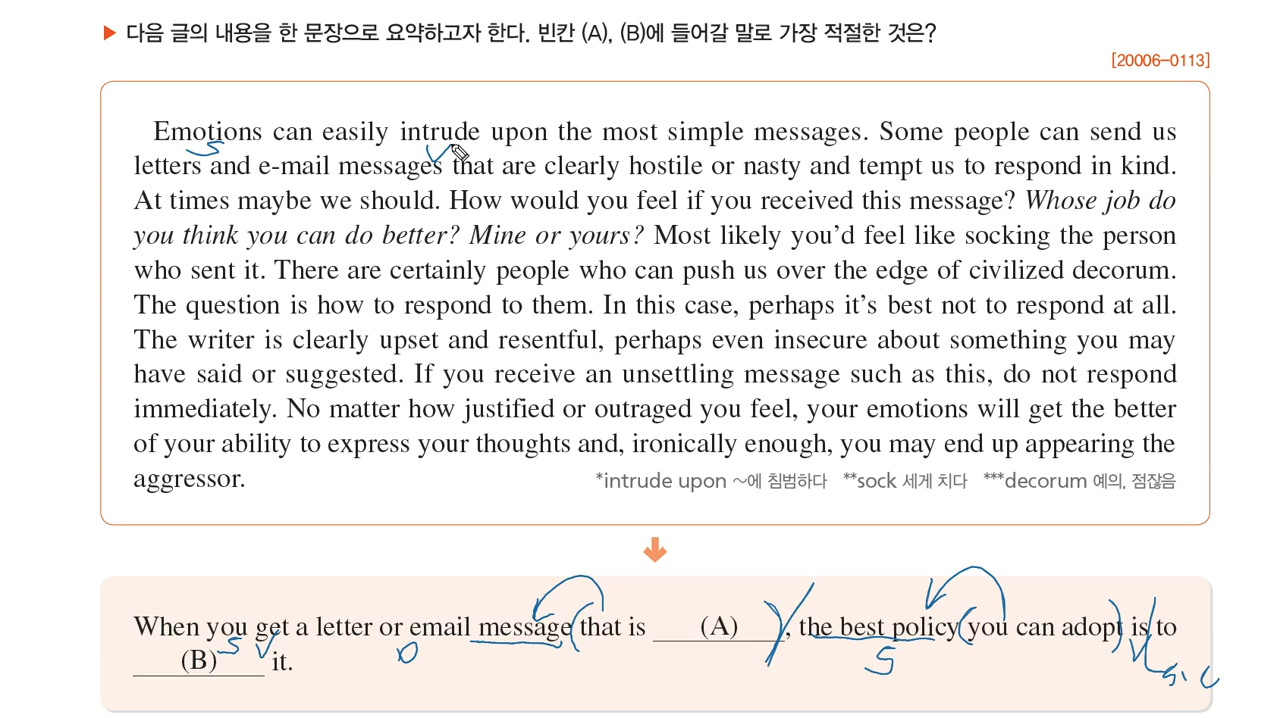 ▶ 다음 글의 내용을 한 문장으로 요약하고자 한다. 빈칸 (A), (B)에 들어갈 말로 가장 적절한 것은?
[20006-0113]
Emotions can easily intrude upon the most simple messages. Some people can send us
letters and e-mail messages that are clearly hostile or nasty and tempt us to respond in kind.
At times maybe we should. How would you feel if you received this message? Whose job do
you think you can do better? Mine or yours? Most likely you'd feel like socking the person
who sent it. There are certainly people who can push us over the edge of civilized decorum.
The question is how to respond to them. In this case, perhaps it's best not to respond at all.
The writer is clearly upset and resentful, perhaps even insecure about something you may
have said or suggested. If you receive an unsettling message such as this, do not respond
immediately. No matter how justified or outraged you feel, your emotions will get the better
of your ability to express your thoughts and, ironically enough, you may end up appearing the
aggressor.
*intrude upon ~에 침범하다 **sock 세게 치다 ***decorum 예의, 점잖음
When you get a letter or email message that is (A), the best policy you can adopt is to
(B) it.
S
V
S
V
O
S
V
S.C